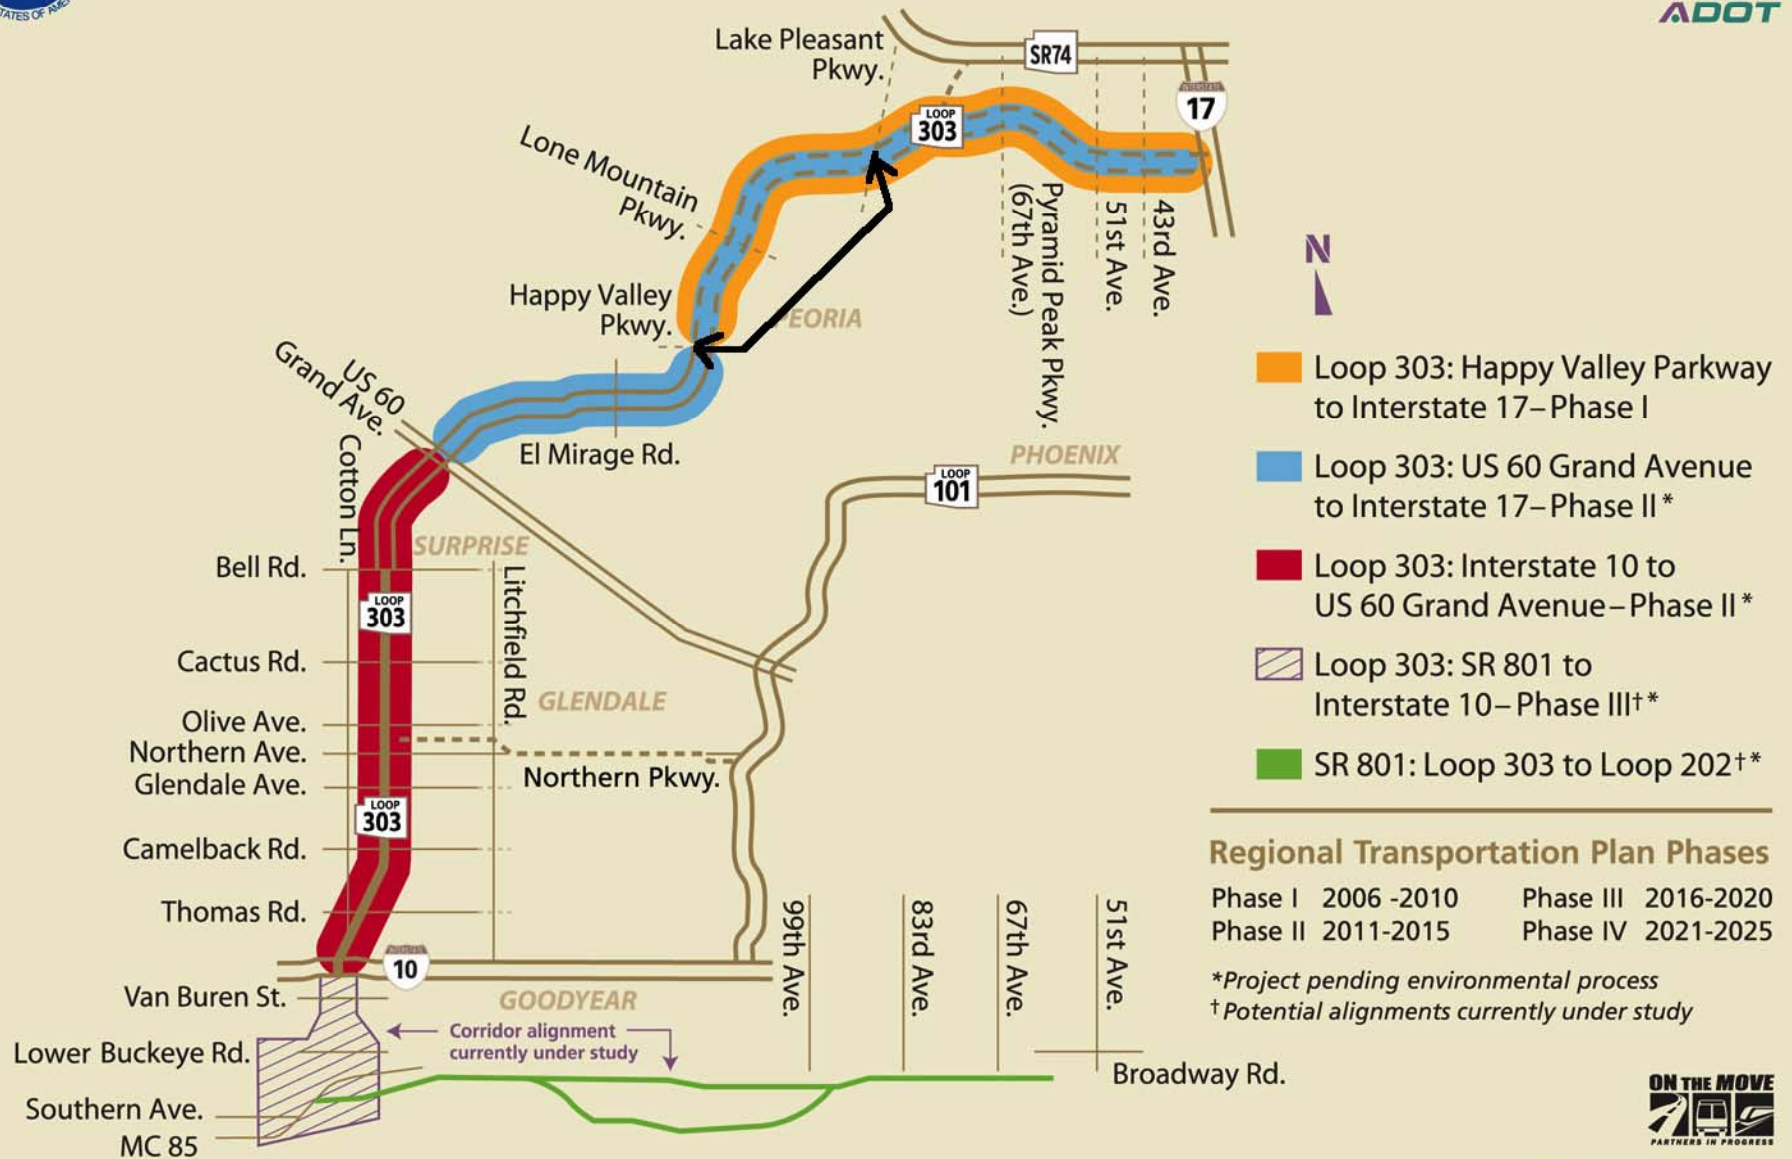 STATES OF AME
ADOT
Lake Pleasant
Pkwy.
SR74
INTERSTATE
17
LOOP
303
Lone Mountain
Pkwy.
Pyramid Peak Pkwy.
(67th Ave.)
51st Ave.
43rd Ave.
N
Happy Valley
Pkwy.
PEORIA
US 60
Grand Ave.
El Mirage Rd.
Cotton Ln.
PHOENIX
LOOP
101
SURPRISE
Bell Rd.
LOOP
303
Litchfield Rd.
Cactus Rd.
GLENDALE
Olive Ave.
Northern Ave.
Northern Pkwy.
Glendale Ave.
LOOP
303
Camelback Rd.
Thomas Rd.
10
99th Ave.
83rd Ave.
67th Ave.
51st Ave.
Van Buren St.
GOODYEAR
Corridor alignment
currently under study
Lower Buckeye Rd.
Broadway Rd.
Southern Ave.
MC 85
Loop 303: Happy Valley Parkway
to Interstate 17–Phase I
Loop 303: US 60 Grand Avenue
to Interstate 17–Phase II*
Loop 303: Interstate 10 to
US 60 Grand Avenue–Phase II*
Loop 303: SR 801 to
Interstate 10–Phase III†*
SR 801: Loop 303 to Loop 202†*
Regional Transportation Plan Phases
Phase I 2006 -2010 Phase III 2016-2020
Phase II 2011-2015 Phase IV 2021-2025
*Project pending environmental process
†Potential alignments currently under study
ON THE MOVE
PARTNERS IN PROGRESS